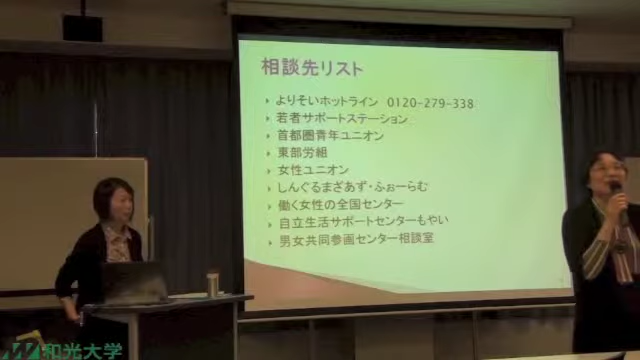 相談先リスト
よりそいホットライン 0120-279-338
若者サポートステーション
首都圏青年ユニオン
東部労組
女性ユニオン
しんぐるまざあず・ふぉーらむ
働く女性の全国センター
自立生活サポートセンターもやい
男女共同参画センター相談室
和光大学